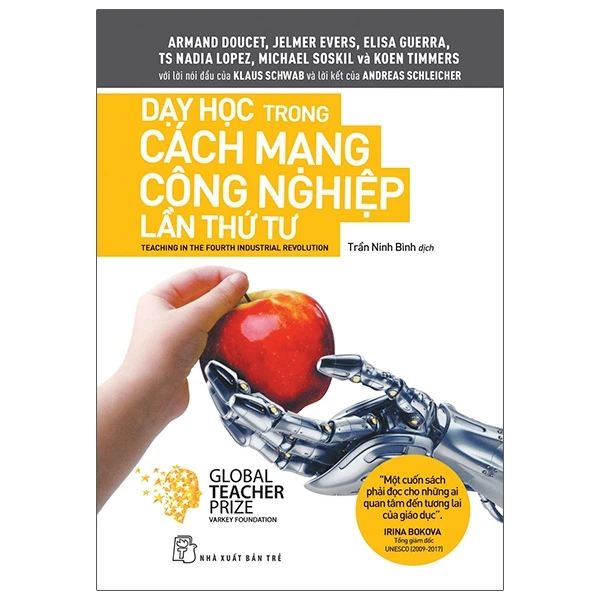 ARMAND DOUCET, JELMER EVERS, ELISA GUERRA,
TS NADIA LOPEZ, MICHAEL SOSKIL và KOEN TIMMERS
với lời nói đầu của KLAUS SCHWAB và lời kết của ANDREAS SCHLEICHER
DẠY HỌC TRONG
CÁCH MẠNG
CÔNG NGHIỆP
LẦN THỨ TƯ
TEACHING IN THE FOURTH INDUSTRIAL REVOLUTION
Trần Ninh Bình dịch
GLOBAL
TEACHER
PRIZE
VARKEY FOUNDATION
"Một cuốn sách
phải đọc cho những ai
quan tâm đến tương lai
của giáo dục".
IRINA BOKOVA
Tổng giám đốc
UNESCO (2009-2017)
NHÀ XUẤT BẢN TRẺ